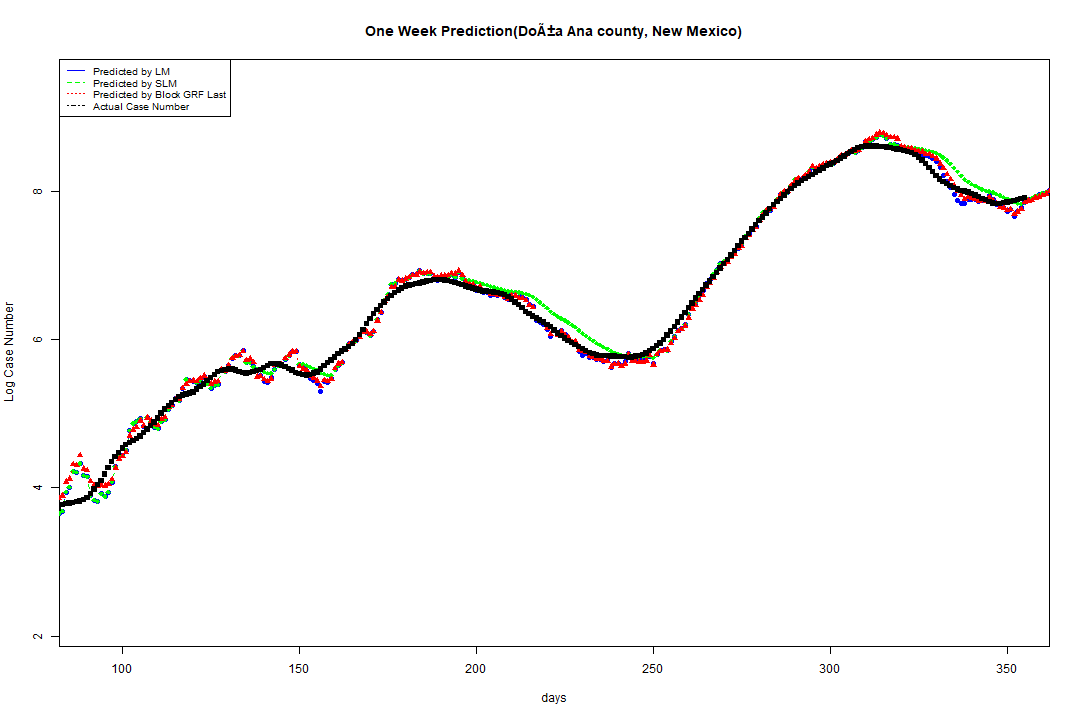 One Week Prediction(DoÃ±a Ana county, New Mexico)
Predicted by LM
Predicted by SLM
Predicted by Block GRF Last
Actual Case Number
8
6
4
2
Log Case Number
100 150 200 250 300 350
days